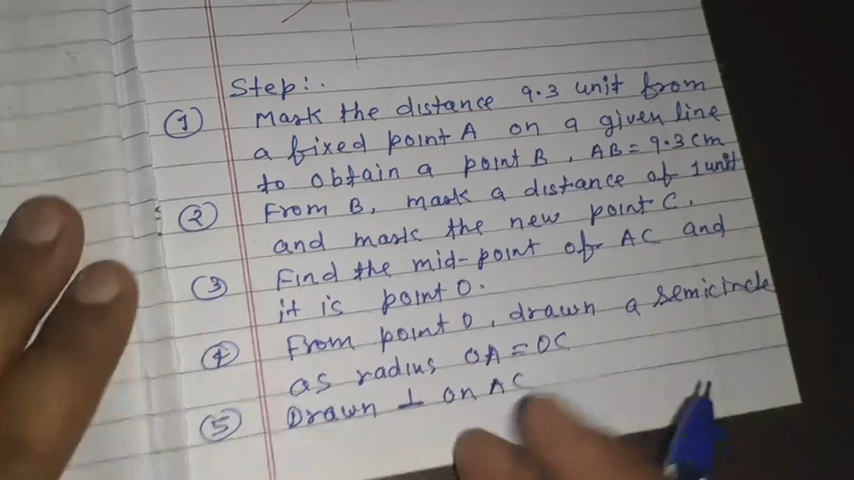 Step:.
① Mark the distance 9.3 unit from
a fixed point A on a given line
to obtain a point B, AB = 9.3 cm
② From B, mark a distance of 1 unit
and mark the new point C.
③ Find the mid-point of AC and
it is point O.
④ From point O, drawn a semicircle
as radius OA = OC
⑤ Drawn ⊥ on AC